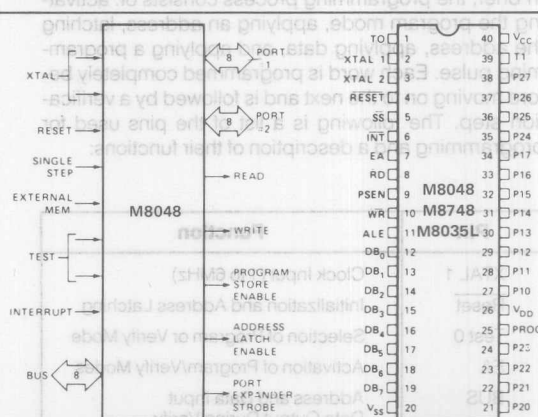 In brief, the programming process consists of: activat-
ing the program mode, applying an address, latching
the address, applying data, and applying a program-
ming pulse. Each word is programmed completely be-
fore moving on to the next and is followed by a verifica-
tion step. The following is a list of the pins used for
programming and a description of their functions:
Function
XTAL 1 Clock Input (1 to 6MHz)
Reset Initialization and Address Latching
Test 0 Selection of Program or Verify Mode
EA Activation of Program/Verify Modes
BUS Address and Data Input
XTAL
RESET
SINGLE
STEP
EXTERNAL
MEM
TEST
INTERRUPT
BUS
8
M8048
8
PORT
1
8
PORT
2
READ
WRITE
PROGRAM
STORE
ENABLE
ADDRESS
LATCH
ENABLE
PORT
EXPANDER
STROBE
M8048
M8748
M8035L
T0 1 40 VCC
XTAL 1 2 39 T1
XTAL 2 3 38 P27
RESET 4 37 P26
SS 5 36 P25
INT 6 35 P24
EA 7 34 P17
RD 8 33 P16
PSEN 9 32 P15
WR 10 31 P14
ALE 11 30 P13
DB0 12 29 P12
DB1 13 28 P11
DB2 14 27 P10
DB3 15 26 VDD
DB4 16 25 PROG
DB5 17 24 P23
DB6 18 23 P22
DB7 19 22 P21
VSS 20 21 P20